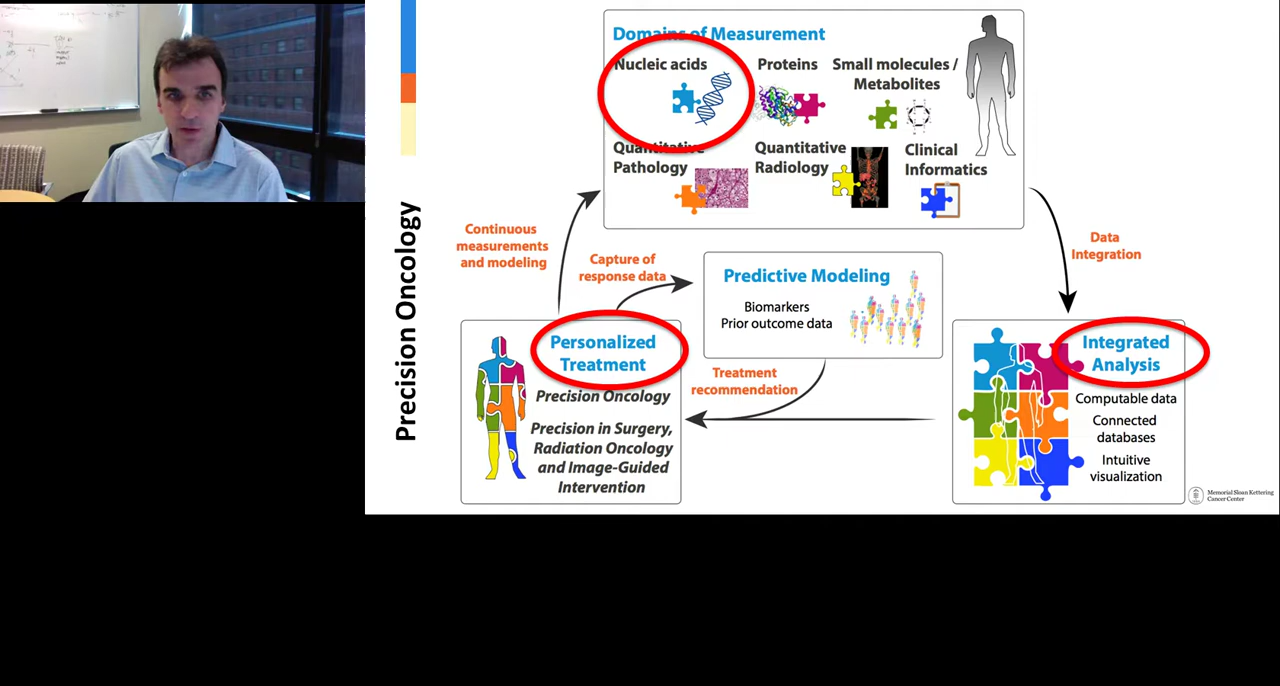 Precision Oncology
Domains of Measurement
Nucleic acids
Proteins
Small molecules /
Metabolites
Quantitative
Pathology
Quantitative
Radiology
Clinical
Informatics
Continuous
measurements
and modeling
Capture of
response data
Data
Integration
Predictive Modeling
Biomarkers
Prior outcome data
Personalized
Treatment
Precision Oncology
Precision in Surgery,
Radiation Oncology
and Image-Guided
Intervention
Treatment
recommendation
Integrated
Analysis
Computable data
Connected
databases
Intuitive
visualization
Memorial Sloan Kettering
Cancer Center